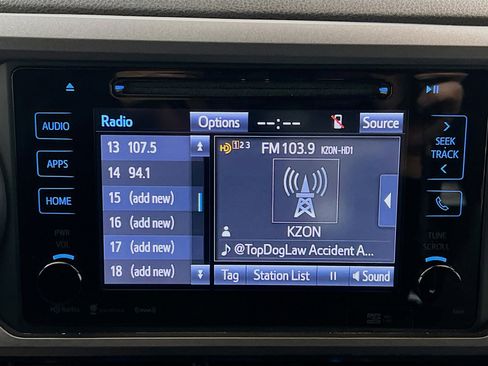 Radio Options --:-- Source
13 107.5
14 94.1
15 (add new)
16 (add new)
17 (add new)
18 (add new)
HD 1 2 3 FM 103.9 KZON-HD1
KZON
@TopDogLaw Accident A...
Tag Station List Sound
AUDIO
APPS
HOME
PWR
VOL
SEEK
TRACK
TUNE
SCROLL
HD Radio